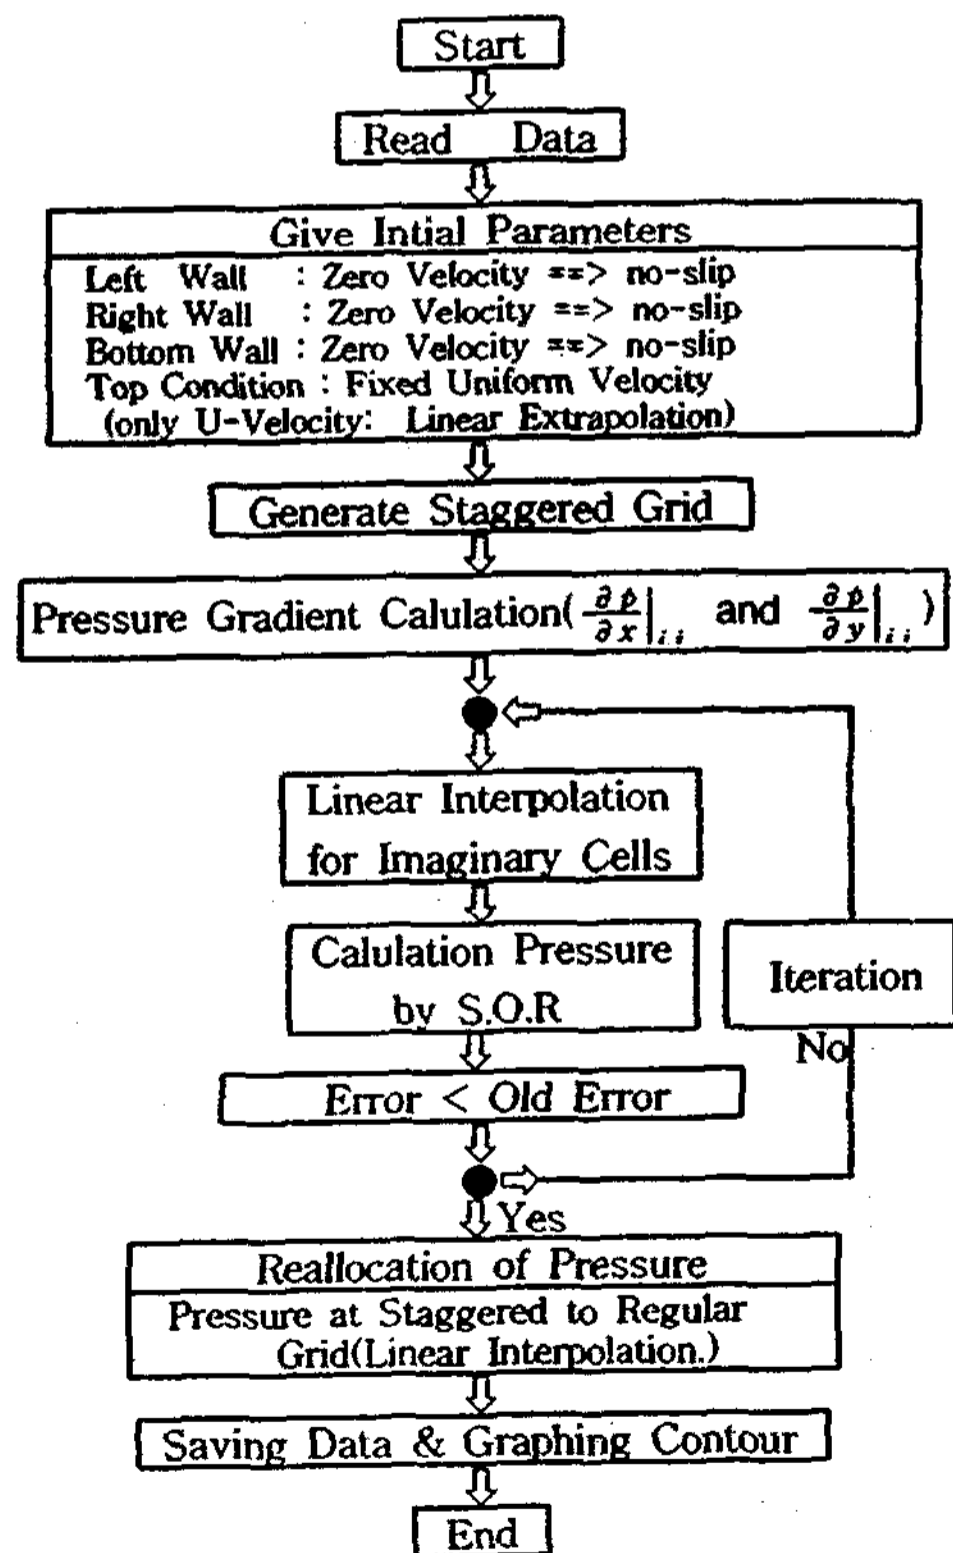 Start
Read Data
Give Intial Parameters
Left Wall : Zero Velocity ==> no-slip
Right Wall : Zero Velocity ==> no-slip
Bottom Wall : Zero Velocity ==> no-slip
Top Condition : Fixed Uniform Velocity
(only U-Velocity: Linear Extrapolation)
Generate Staggered Grid
Pressure Gradient Calulation( ∂p/∂x|i,j and ∂p/∂y|i,j )
Linear Interpolation
for Imaginary Cells
Calulation Pressure
by S.O.R
Iteration
No
Error < Old Error
Yes
Reallocation of Pressure
Pressure at Staggered to Regular
Grid(Linear Interpolation.)
Saving Data & Graphing Contour
End